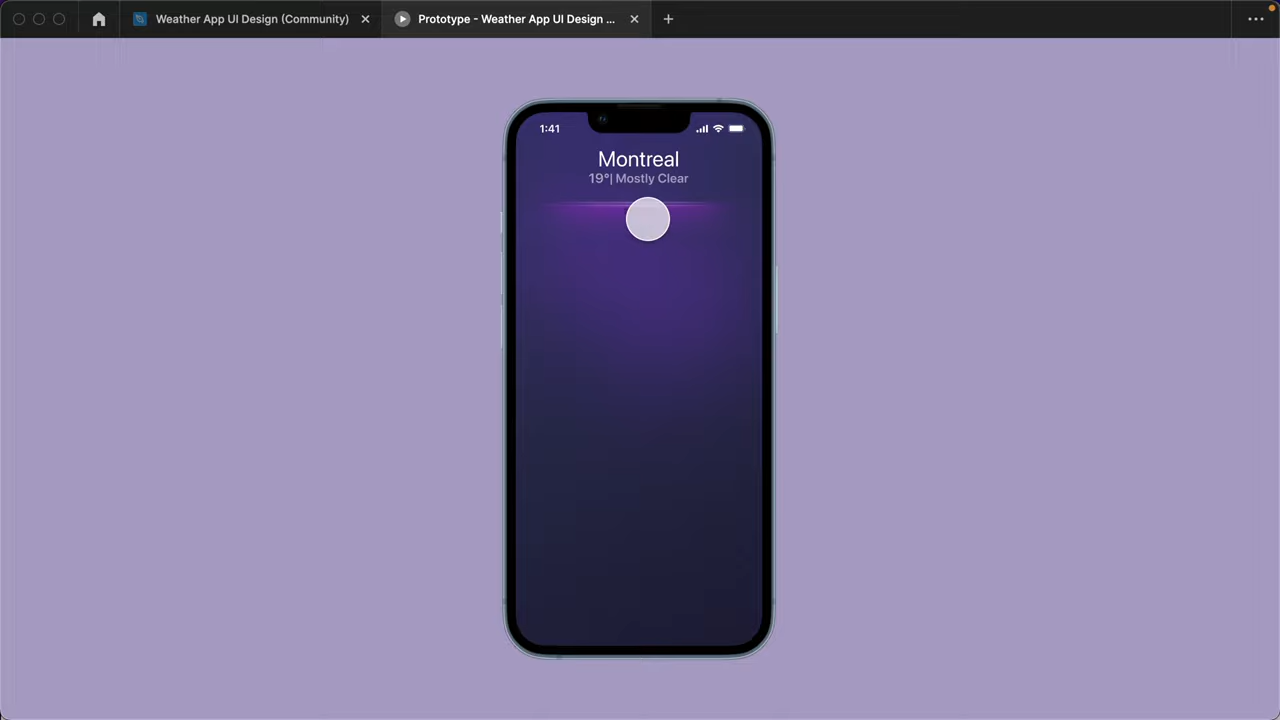 Weather App UI Design (Community)
Prototype - Weather App UI Design ...
1:41
Montreal
19°| Mostly Clear